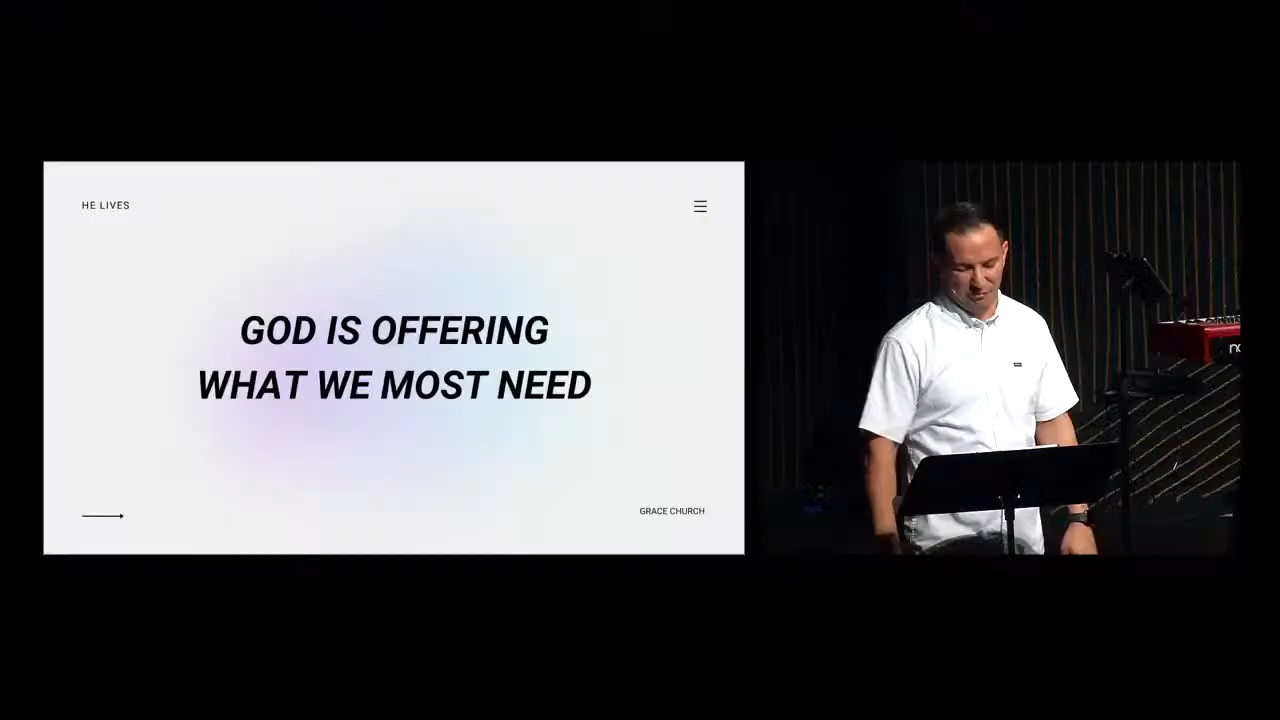 HE LIVES
GOD IS OFFERING
WHAT WE MOST NEED
GRACE CHURCH